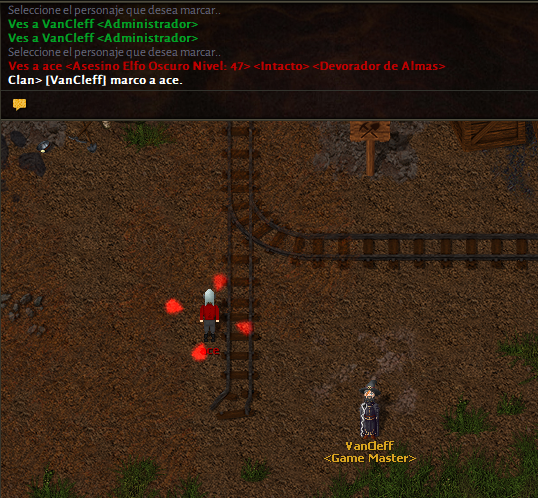 Seleccione el personaje que desea marcar..
Ves a VanCleff <Administrador>
Ves a VanCleff <Administrador>
Seleccione el personaje que desea marcar..
Ves a ace <Asesino Elfo Oscuro Nivel: 47> <Intacto> <Devorador de Almas>
Clan> [VanCleff] marco a ace.
VanCleff
<Game Master>